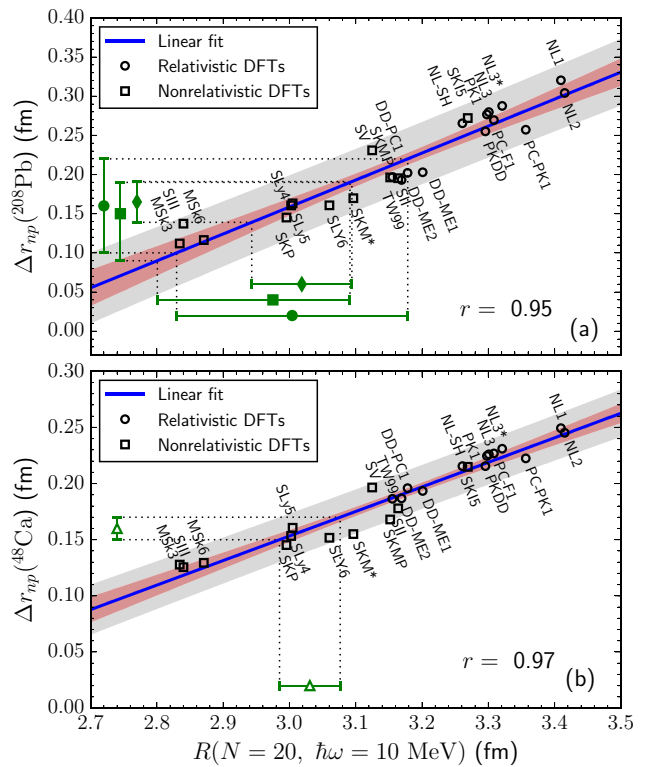 0.40
0.35
0.30
0.25
0.20
0.15
0.10
0.05
0.00
Δr_np(²⁰⁸Pb) (fm)
Linear fit
Relativistic DFTs
Nonrelativistic DFTs
MSk3
SIII
MSk6
SLy4
SKP
SLy5
SLY6
SKM*
SV
SKMP
DD-PC1
TW99
SII
DD-ME2
DD-ME1
NL-SH
SKI5
PK1
NL3
NL3*
PKDD
PC-F1
PC-PK1
NL1
NL2
r = 0.95
(a)
0.30
0.25
0.20
0.15
0.10
0.05
0.00
Δr_np(⁴⁸Ca) (fm)
Linear fit
Relativistic DFTs
Nonrelativistic DFTs
MSk3
SIII
MSk6
SLy5
SKP
SLy4
SLY6
SKM*
SV
TW99
DD-PC1
SKMP
SII
DD-ME2
DD-ME1
NL-SH
PK1
NL3
NL3*
SKI5
PKDD
PC-F1
PC-PK1
NL1
NL2
r = 0.97
(b)
2.7 2.8 2.9 3.0 3.1 3.2 3.3 3.4 3.5
R(N = 20, ħω = 10 MeV) (fm)